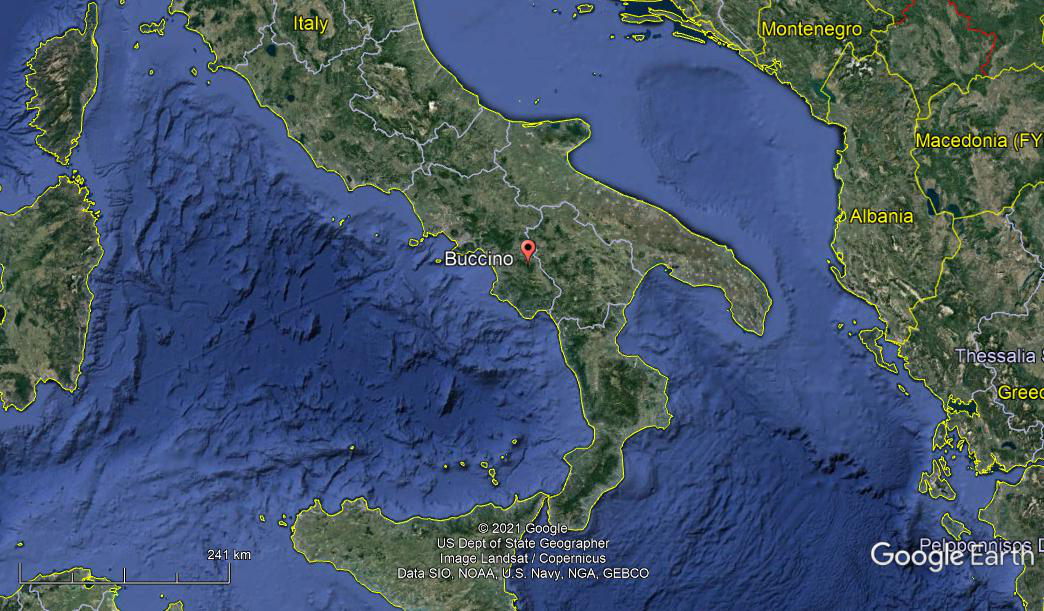 Italy
Montenegro
Macedonia (FY
Albania
Buccino
Thessalia S
Greec
© 2021 Google
US Dept of State Geographer
Image Landsat / Copernicus
Data SIO, NOAA, U.S. Navy, NGA, GEBCO
241 km
Peloponnisos D
Google Earth